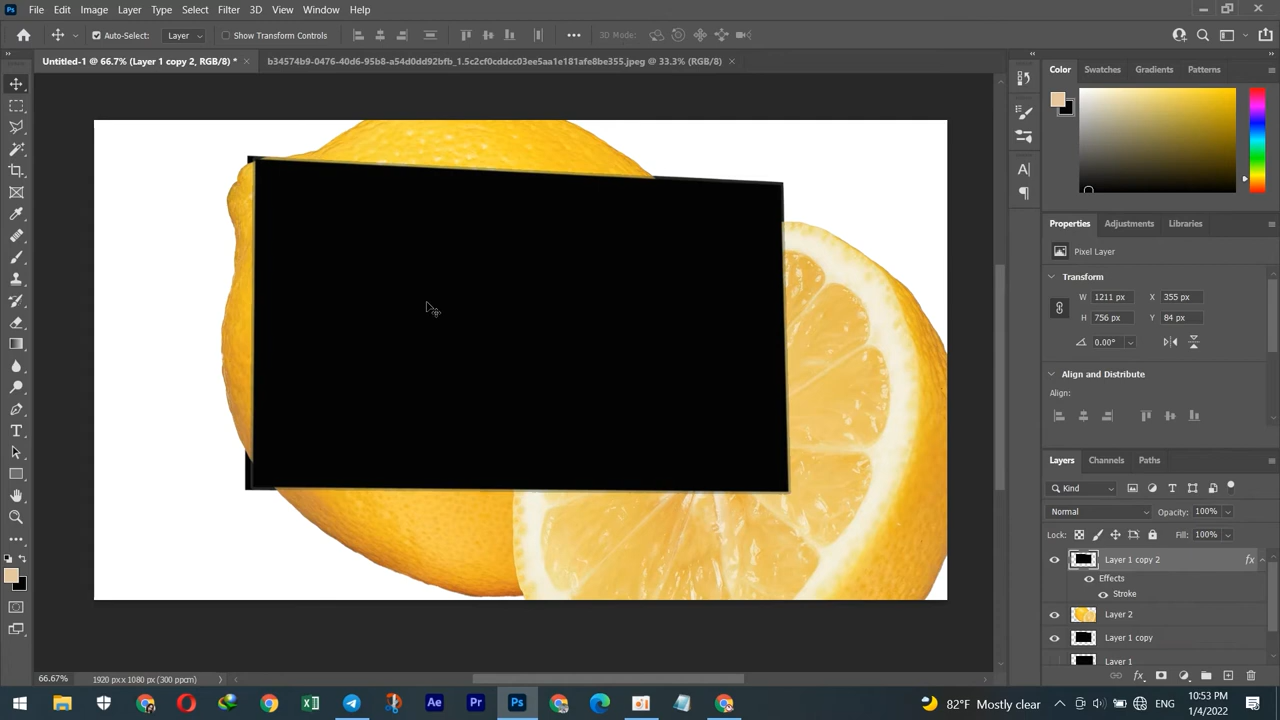 Ps File Edit Image Layer Type Select Filter 3D View Window Help
Auto-Select: Layer Show Transform Controls 3D Mode:
Untitled-1 @ 66.7% (Layer 1 copy 2, RGB/8) * b34574b9-0476-40d6-95b8-a54d0dd92bfb_1.5c2cf0cddcc03ee5aa1e181afe8be355.jpeg @ 33.3% (RGB/8)
Color Swatches Gradients Patterns
Properties Adjustments Libraries
Pixel Layer
Transform
W 1211 px X 355 px
H 756 px Y 84 px
0.00°
Align and Distribute
Align:
Layers Channels Paths
Kind
Normal Opacity: 100%
Lock: Fill: 100%
Layer 1 copy 2 fx
Effects
Stroke
Layer 2
Layer 1 copy
Layer 1
66.67% 1920 px x 1080 px (300 ppcm)
Ae Pr Ps 82°F Mostly clear ENG 10:53 PM
1/4/2022